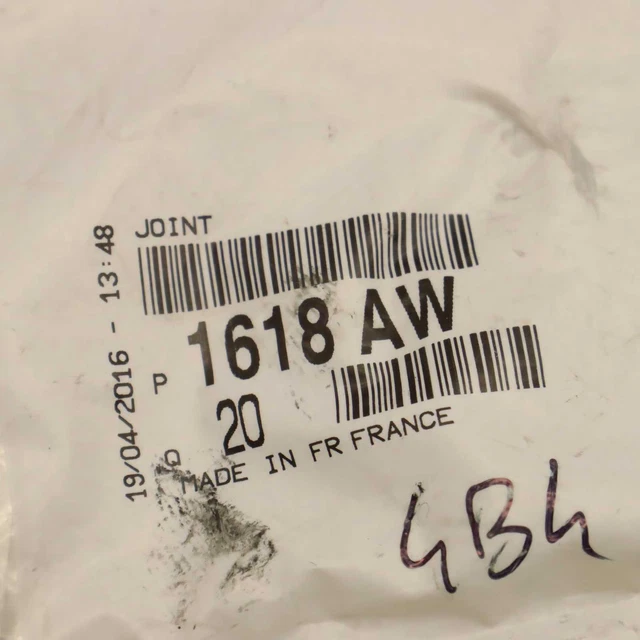 JOINT
19/04/2016 - 13:48
P 1618 AW
Q 20
MADE IN FR FRANCE
4B4